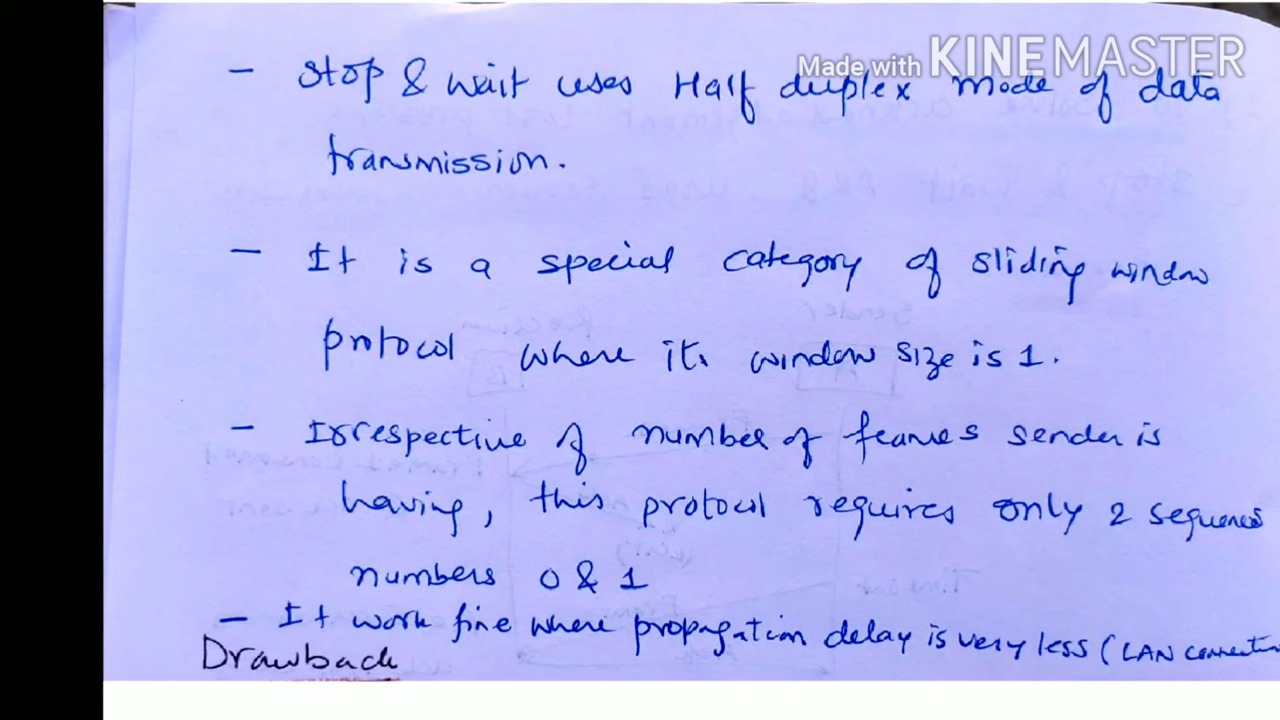 Made with KINEMASTER
- Stop & wait uses Half duplex mode of data
transmission.
- It is a special category of sliding window
protocol where its window size is 1.
- Irrespective of number of frames sender is
having, this protocol requires only 2 sequence
numbers 0 & 1
- It work fine where propagation delay is very less (LAN connection
Drawback